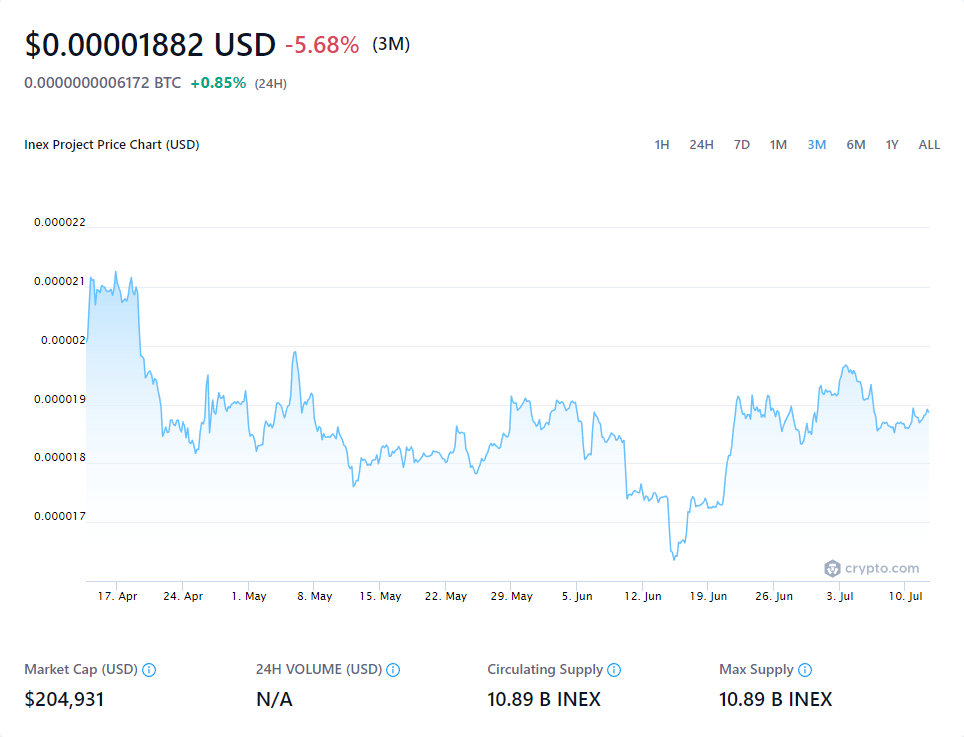 $0.00001882 USD -5.68% (3M)
0.0000000006172 BTC +0.85% (24H)
Inex Project Price Chart (USD) 1H 24H 7D 1M 3M 6M 1Y ALL
0.000022
0.000021
0.00002
0.000019
0.000018
0.000017
crypto.com
17. Apr 24. Apr 1. May 8. May 15. May 22. May 29. May 5. Jun 12. Jun 19. Jun 26. Jun 3. Jul 10. Jul
Market Cap (USD) 24H VOLUME (USD) Circulating Supply Max Supply
$204,931 N/A 10.89 B INEX 10.89 B INEX